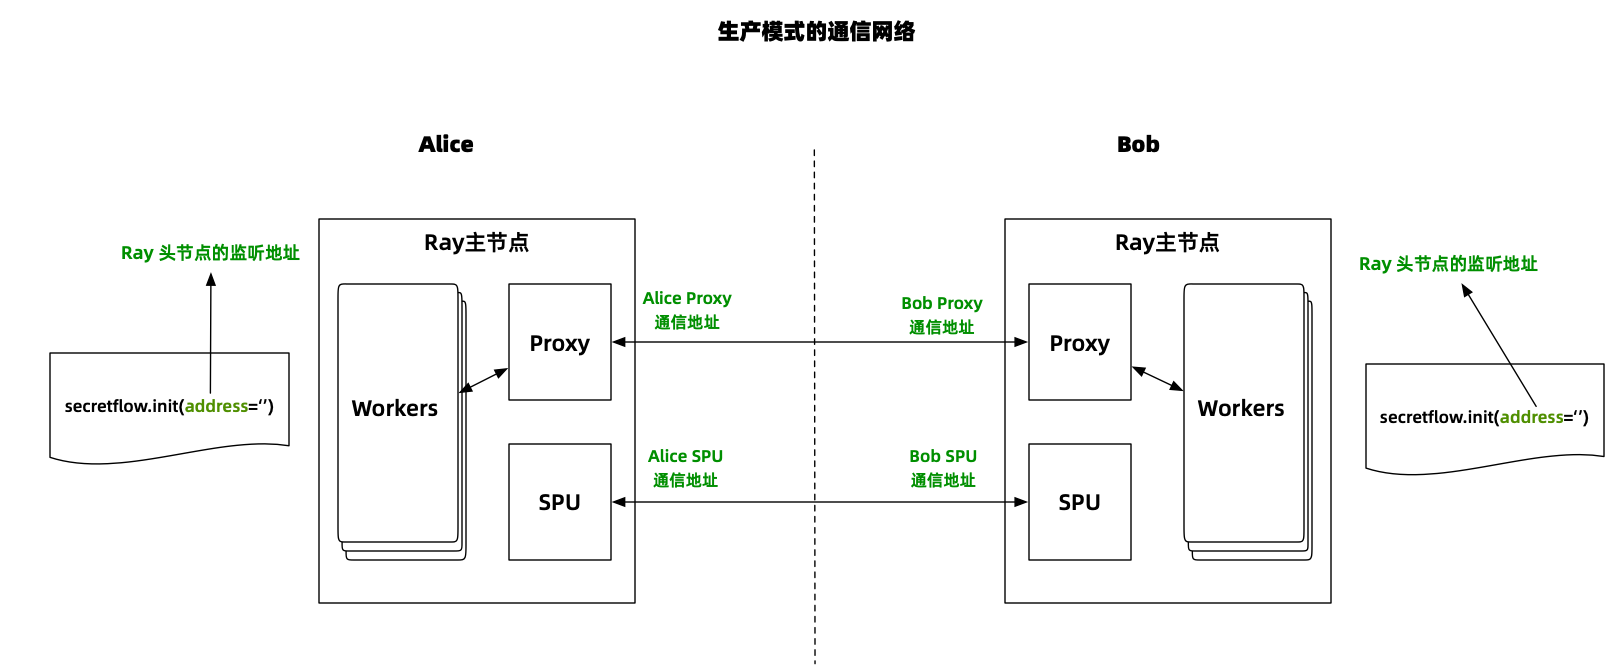 生产模式的通信网络
Alice
Bob
Ray 头节点的监听地址
secretflow.init(address='')
Ray主节点
Workers
Proxy
SPU
Alice Proxy
通信地址
Alice SPU
通信地址
Bob Proxy
通信地址
Bob SPU
通信地址
Ray主节点
Proxy
SPU
Workers
Ray 头节点的监听地址
secretflow.init(address='')